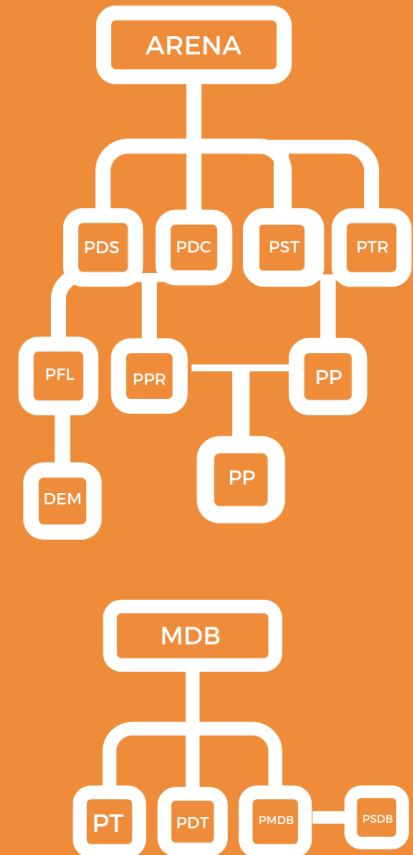 ARENA
PDS
PDC
PST
PTR
PFL
PPR
PP
PP
DEM
MDB
PT
PDT
PMDB
PSDB